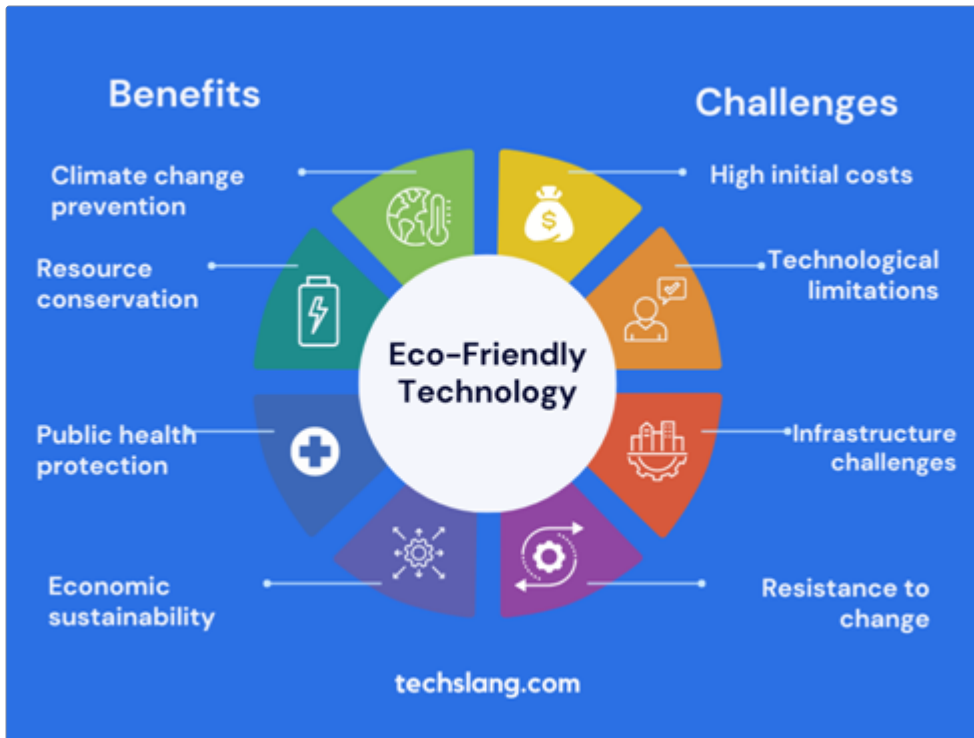 Benefits
Climate change
prevention
Resource
conservation
Public health
protection
Economic
sustainability
Eco-Friendly
Technology
Challenges
High initial costs
$
Technological
limitations
Infrastructure
challenges
Resistance to
change
techslang.com